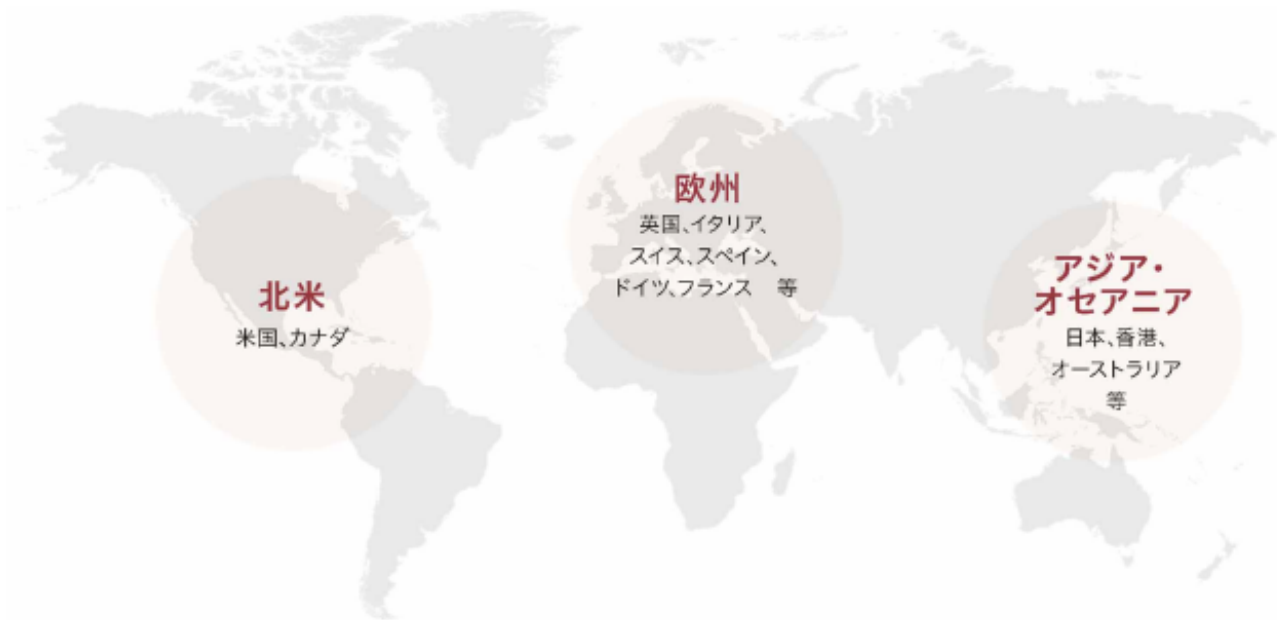 北米
米国、カナダ
欧州
英国、イタリア、
スイス、スペイン、
ドイツ、フランス　等
アジア・
オセアニア
日本、香港、
オーストラリア
等